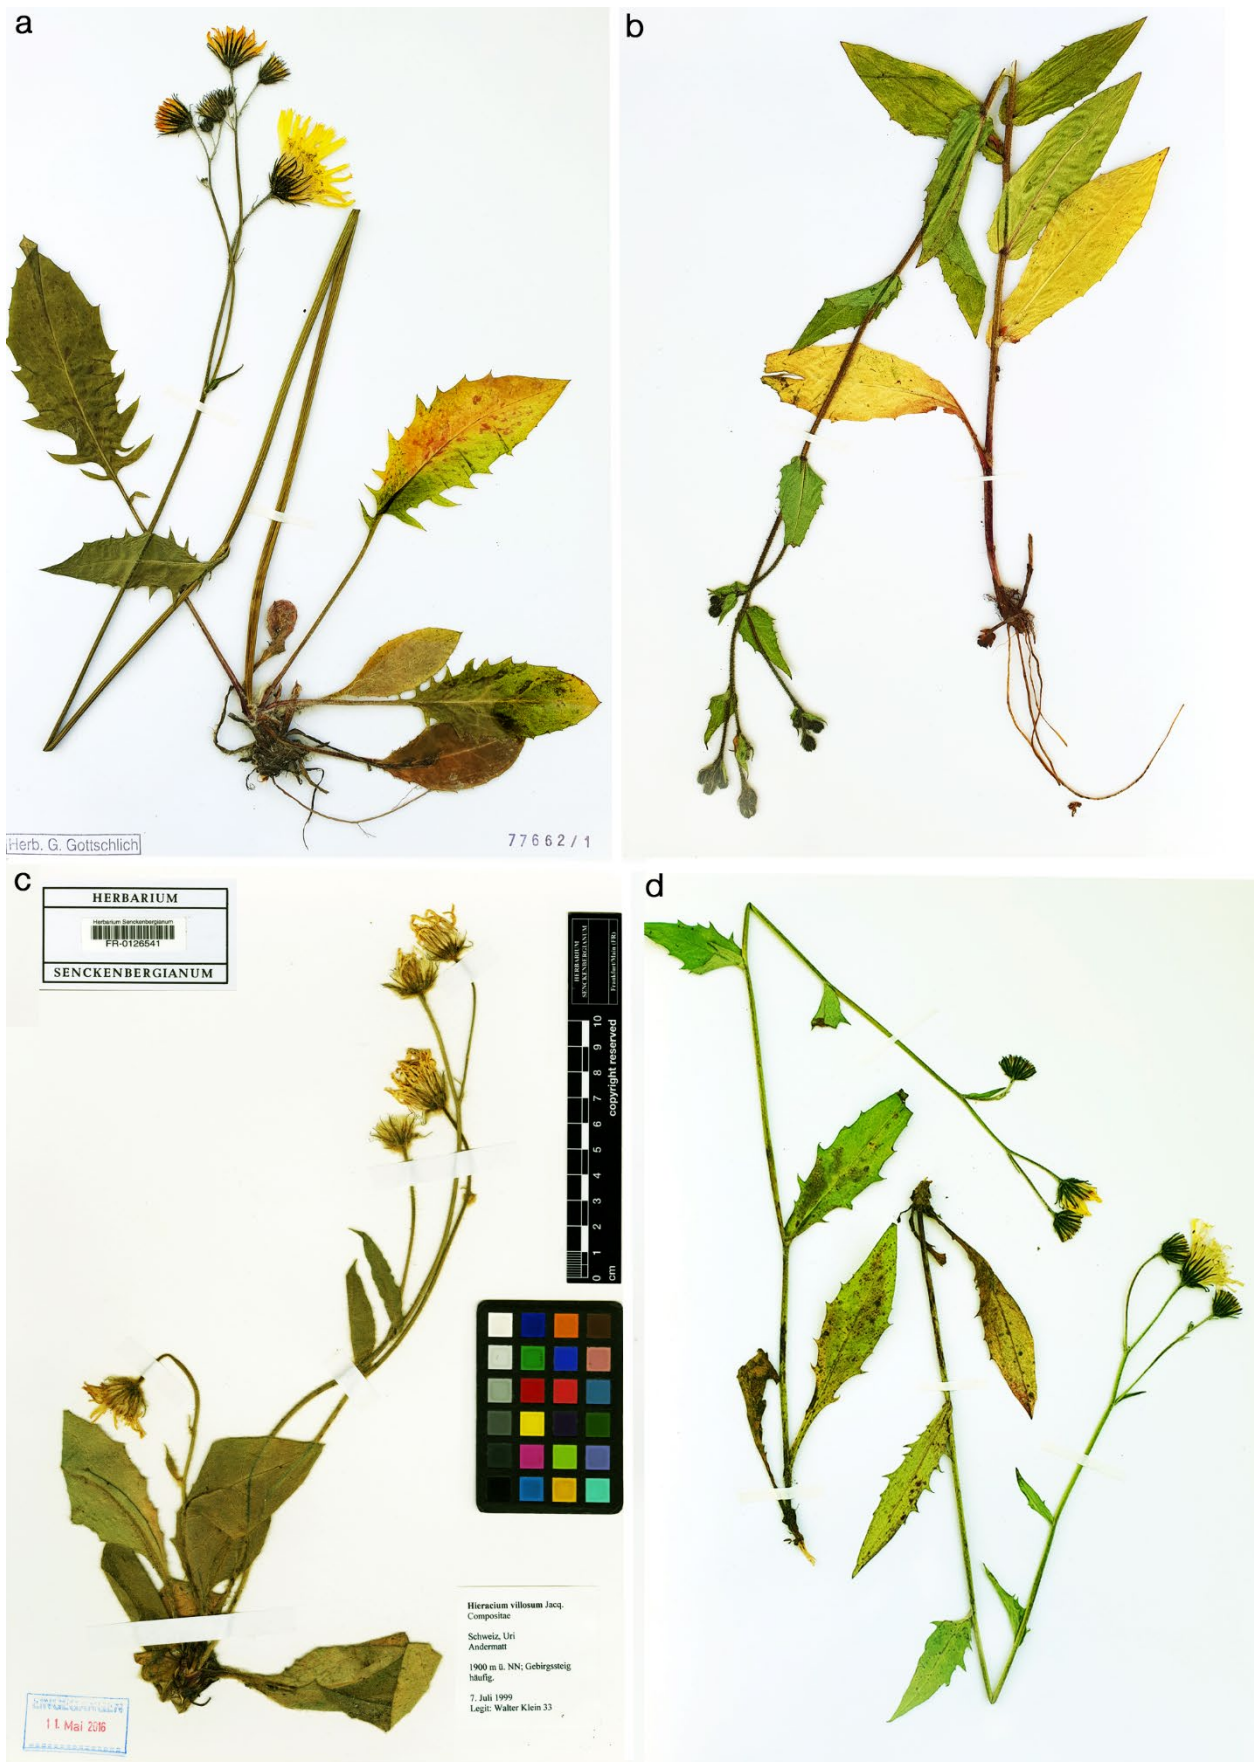 a
b
Herb. G. Gottschlich
77662/1
c
HERBARIUM
Herbarium Senckenbergianum
FR-0126541
SENCKENBERGIANUM
HERBARIUM
SENCKENBERGIANUM
Frankfurt/Main (FR)
0 1 2 3 4 5 6 7 8 9 10
cm
copyright reserved
Hieracium villosum Jacq.
Compositae
Schweiz, Uri
Andermatt
1900 m ü. NN; Gebirgssteig
häufig.
7. Juli 1999
Legit: Walter Klein 33
EINGEGANGEN
11. Mai 2016
d